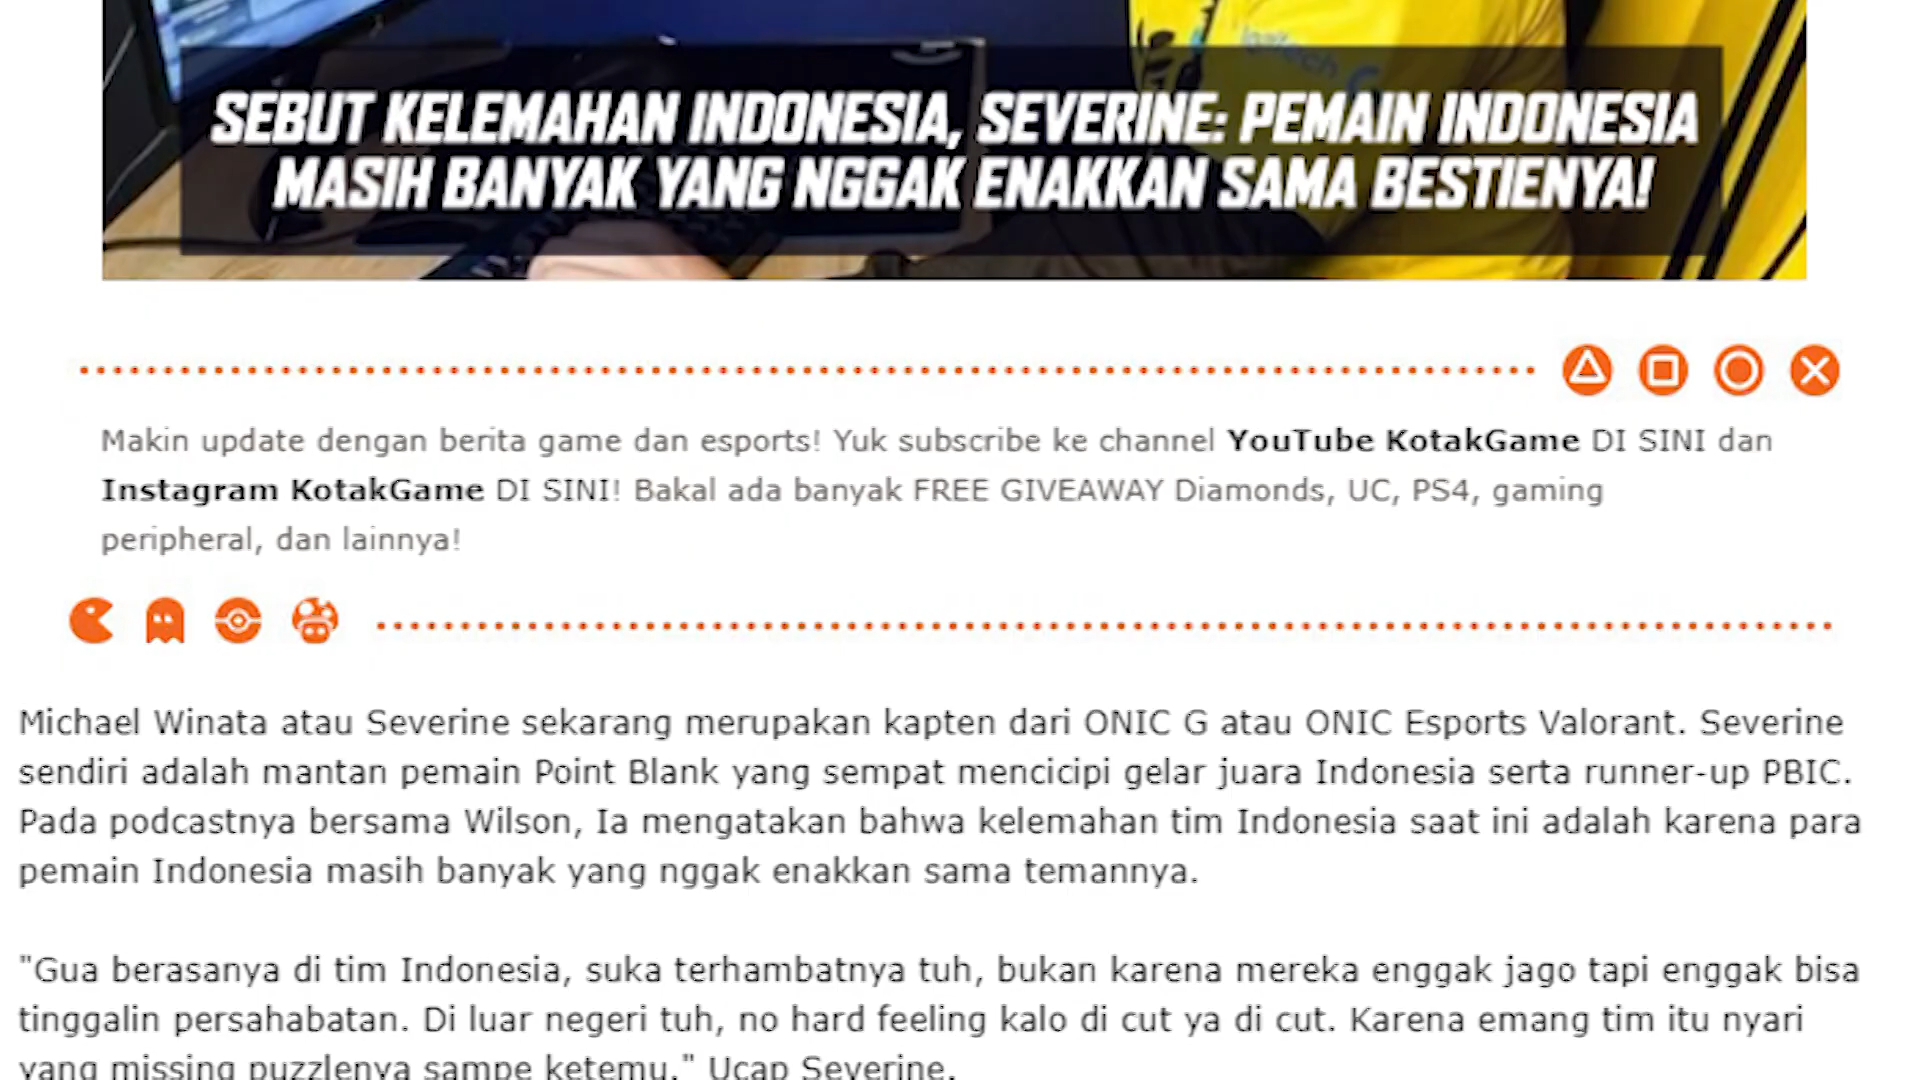 logitech G
SEBUT KELEMAHAN INDONESIA, SEVERINE: PEMAIN INDONESIA
MASIH BANYAK YANG NGGAK ENAKKAN SAMA BESTIENYA!
Makin update dengan berita game dan esports! Yuk subscribe ke channel YouTube KotakGame DI SINI dan
Instagram KotakGame DI SINI! Bakal ada banyak FREE GIVEAWAY Diamonds, UC, PS4, gaming
peripheral, dan lainnya!
Michael Winata atau Severine sekarang merupakan kapten dari ONIC G atau ONIC Esports Valorant. Severine
sendiri adalah mantan pemain Point Blank yang sempat mencicipi gelar juara Indonesia serta runner-up PBIC.
Pada podcastnya bersama Wilson, Ia mengatakan bahwa kelemahan tim Indonesia saat ini adalah karena para
pemain Indonesia masih banyak yang nggak enakkan sama temannya.
"Gua berasanya di tim Indonesia, suka terhambatnya tuh, bukan karena mereka enggak jago tapi enggak bisa
tinggalin persahabatan. Di luar negeri tuh, no hard feeling kalo di cut ya di cut. Karena emang tim itu nyari
yang missing puzzlenya sampe ketemu." Ucap Severine.